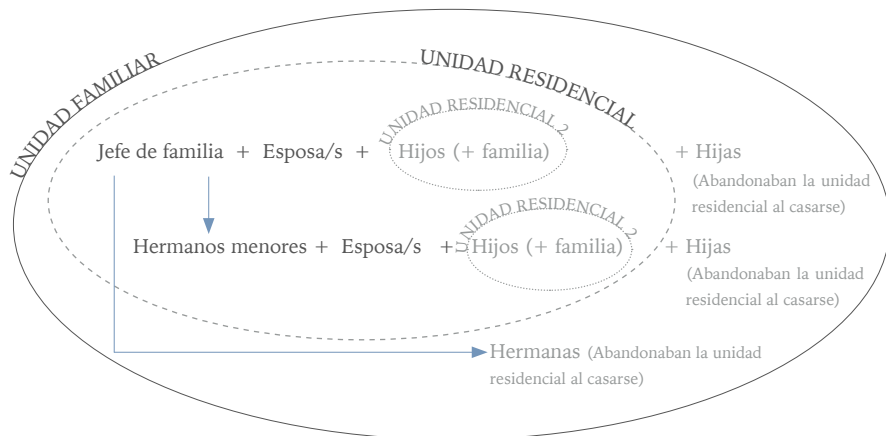 UNIDAD FAMILIAR
UNIDAD RESIDENCIAL
UNIDAD RESIDENCIAL 2
Jefe de familia + Esposa/s + Hijos (+ familia) + Hijas
(Abandonaban la unidad
residencial al casarse)
UNIDAD RESIDENCIAL 2
Hermanos menores + Esposa/s + Hijos (+ familia) + Hijas
(Abandonaban la unidad
residencial al casarse)
Hermanas (Abandonaban la unidad
residencial al casarse)